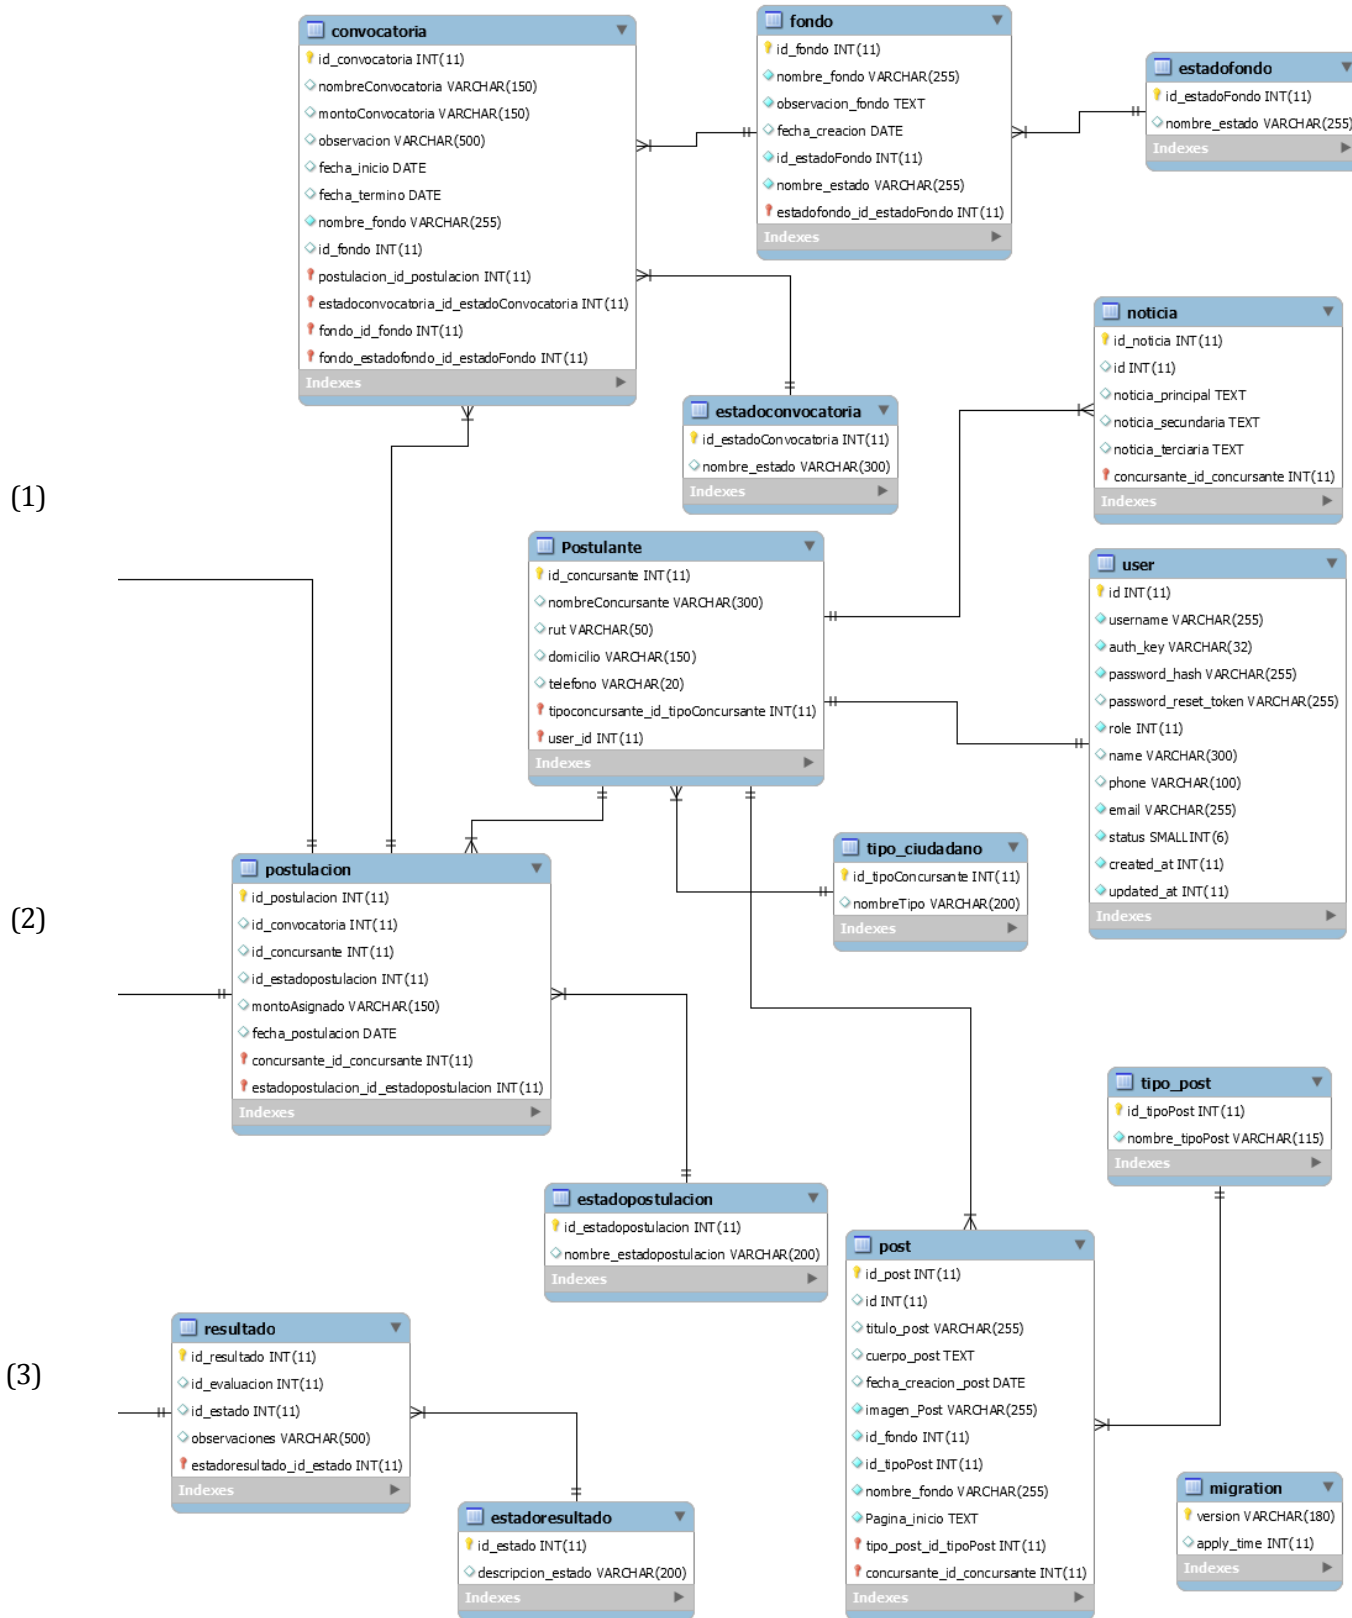 convocatoria
id_convocatoria INT(11)
nombreConvocatoria VARCHAR(150)
montoConvocatoria VARCHAR(150)
observacion VARCHAR(500)
fecha_inicio DATE
fecha_termino DATE
nombre_fondo VARCHAR(255)
id_fondo INT(11)
postulacion_id_postulacion INT(11)
estadoconvocatoria_id_estadoConvocatoria INT(11)
fondo_id_fondo INT(11)
fondo_estadofondo_id_estadoFondo INT(11)
Indexes
fondo
id_fondo INT(11)
nombre_fondo VARCHAR(255)
observacion_fondo TEXT
fecha_creacion DATE
id_estadoFondo INT(11)
nombre_estado VARCHAR(255)
estadofondo_id_estadoFondo INT(11)
Indexes
estadofondo
id_estadoFondo INT(11)
nombre_estado VARCHAR(255)
Indexes
estadoconvocatoria
id_estadoConvocatoria INT(11)
nombre_estado VARCHAR(300)
Indexes
noticia
id_noticia INT(11)
id INT(11)
noticia_principal TEXT
noticia_secundaria TEXT
noticia_terciaria TEXT
concursante_id_concursante INT(11)
Indexes
(1)
Postulante
id_concursante INT(11)
nombreConcursante VARCHAR(300)
rut VARCHAR(50)
domicilio VARCHAR(150)
telefono VARCHAR(20)
tipoconcursante_id_tipoConcursante INT(11)
user_id INT(11)
Indexes
user
id INT(11)
username VARCHAR(255)
auth_key VARCHAR(32)
password_hash VARCHAR(255)
password_reset_token VARCHAR(255)
role INT(11)
name VARCHAR(300)
phone VARCHAR(100)
email VARCHAR(255)
status SMALLINT(6)
created_at INT(11)
updated_at INT(11)
Indexes
tipo_ciudadano
id_tipoConcursante INT(11)
nombreTipo VARCHAR(200)
Indexes
(2)
postulacion
id_postulacion INT(11)
id_convocatoria INT(11)
id_concursante INT(11)
id_estadopostulacion INT(11)
montoAsignado VARCHAR(150)
fecha_postulacion DATE
concursante_id_concursante INT(11)
estadopostulacion_id_estadopostulacion INT(11)
Indexes
estadopostulacion
id_estadopostulacion INT(11)
nombre_estadopostulacion VARCHAR(200)
Indexes
tipo_post
id_tipoPost INT(11)
nombre_tipoPost VARCHAR(115)
Indexes
post
id_post INT(11)
id INT(11)
titulo_post VARCHAR(255)
cuerpo_post TEXT
fecha_creacion_post DATE
imagen_Post VARCHAR(255)
id_fondo INT(11)
id_tipoPost INT(11)
nombre_fondo VARCHAR(255)
Pagina_inicio TEXT
tipo_post_id_tipoPost INT(11)
concursante_id_concursante INT(11)
Indexes
(3)
resultado
id_resultado INT(11)
id_evaluacion INT(11)
id_estado INT(11)
observaciones VARCHAR(500)
estadoresultado_id_estado INT(11)
Indexes
estadoresultado
id_estado INT(11)
descripcion_estado VARCHAR(200)
Indexes
migration
version VARCHAR(180)
apply_time INT(11)
Indexes